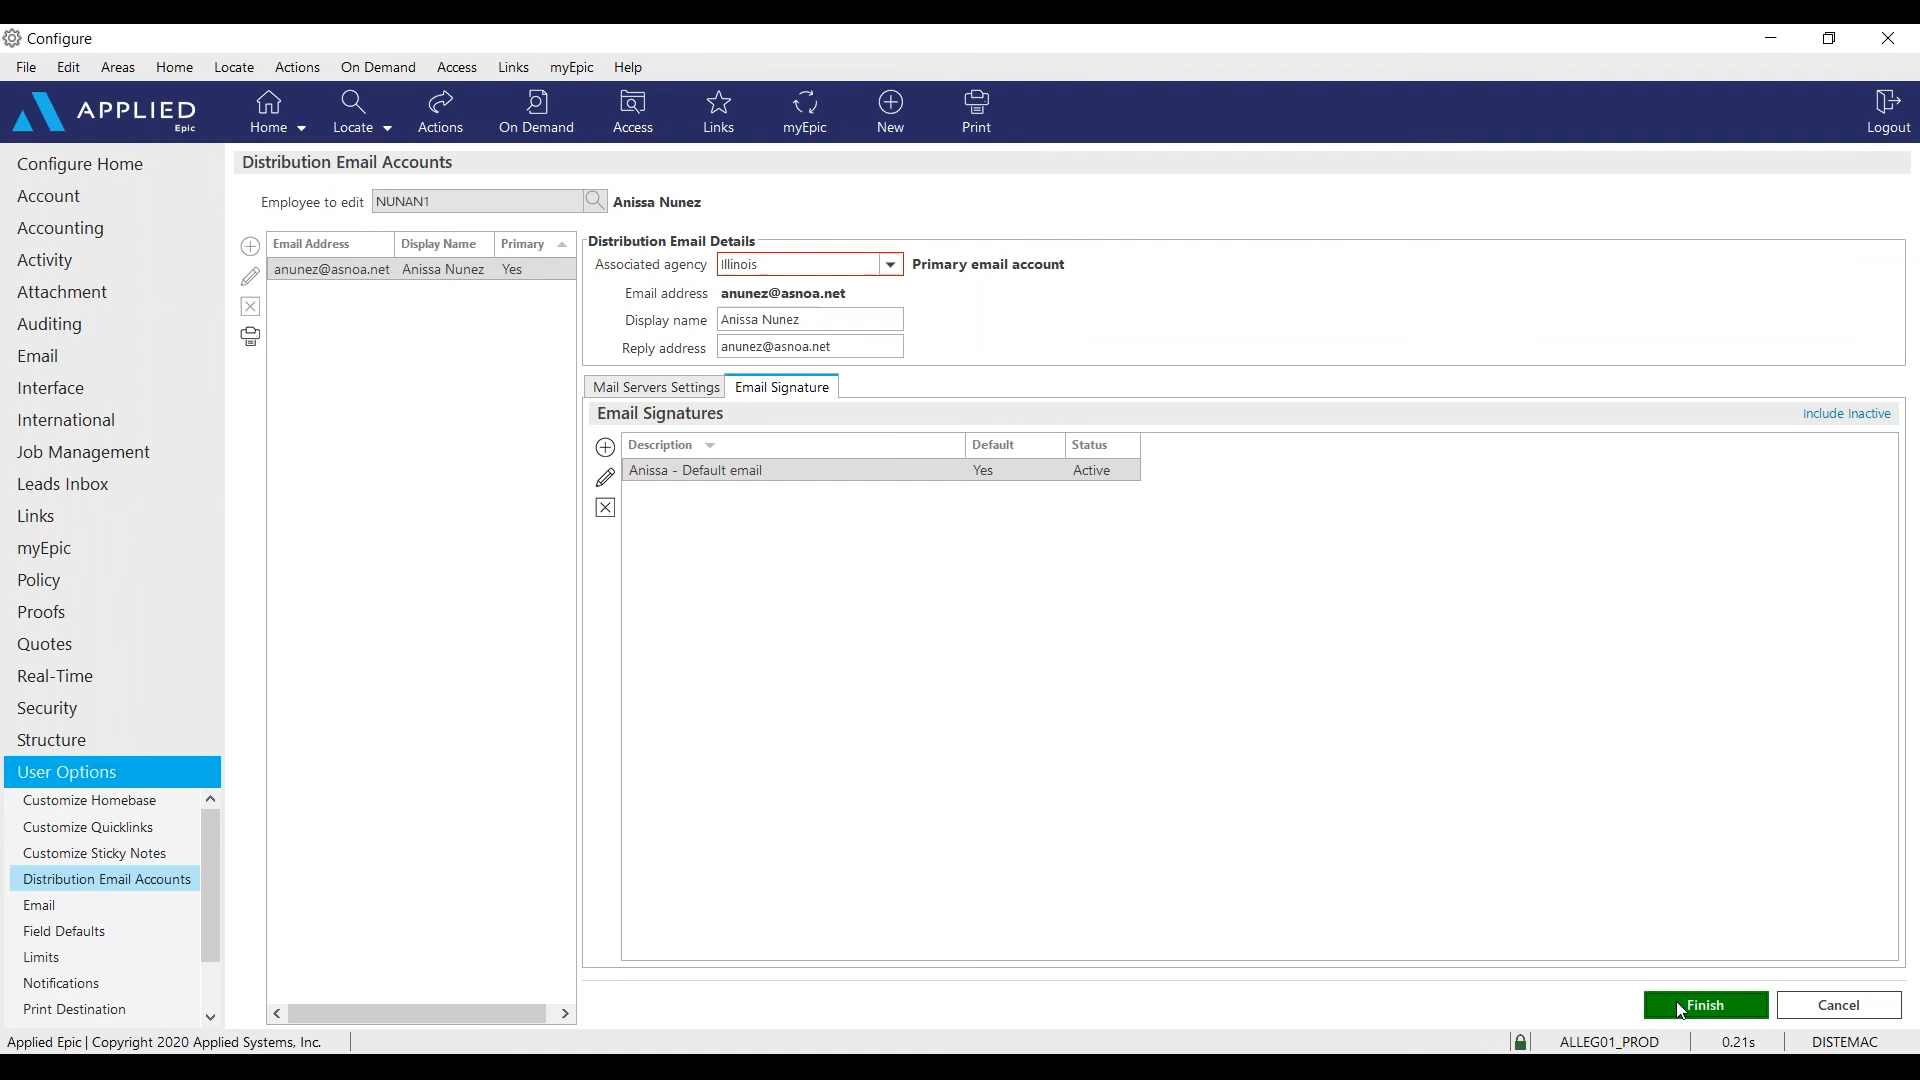 Configure
File Edit Areas Home Locate Actions On Demand Access Links myEpic Help
APPLIED
Epic
Home Locate Actions On Demand Access Links myEpic New Print Logout
Configure Home
Account
Accounting
Activity
Attachment
Auditing
Email
Interface
International
Job Management
Leads Inbox
Links
myEpic
Policy
Proofs
Quotes
Real-Time
Security
Structure
User Options
Customize Homebase
Customize Quicklinks
Customize Sticky Notes
Distribution Email Accounts
Email
Field Defaults
Limits
Notifications
Print Destination
Distribution Email Accounts
Employee to edit NUNAN1 Anissa Nunez
Email Address Display Name Primary
anunez@asnoa.net Anissa Nunez Yes
Distribution Email Details
Associated agency Illinois Primary email account
Email address anunez@asnoa.net
Display name Anissa Nunez
Reply address anunez@asnoa.net
Mail Servers Settings Email Signature
Email Signatures Include Inactive
Description Default Status
Anissa - Default email Yes Active
Finish Cancel
Applied Epic | Copyright 2020 Applied Systems, Inc. ALLEG01_PROD 0.21s DISTEMAC